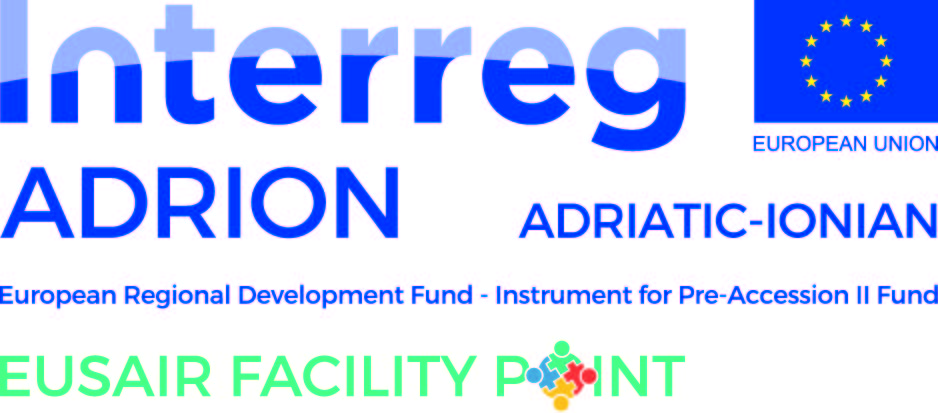 Interreg
EUROPEAN UNION
ADRION ADRIATIC-IONIAN
European Regional Development Fund - Instrument for Pre-Accession II Fund
EUSAIR FACILITY POINT